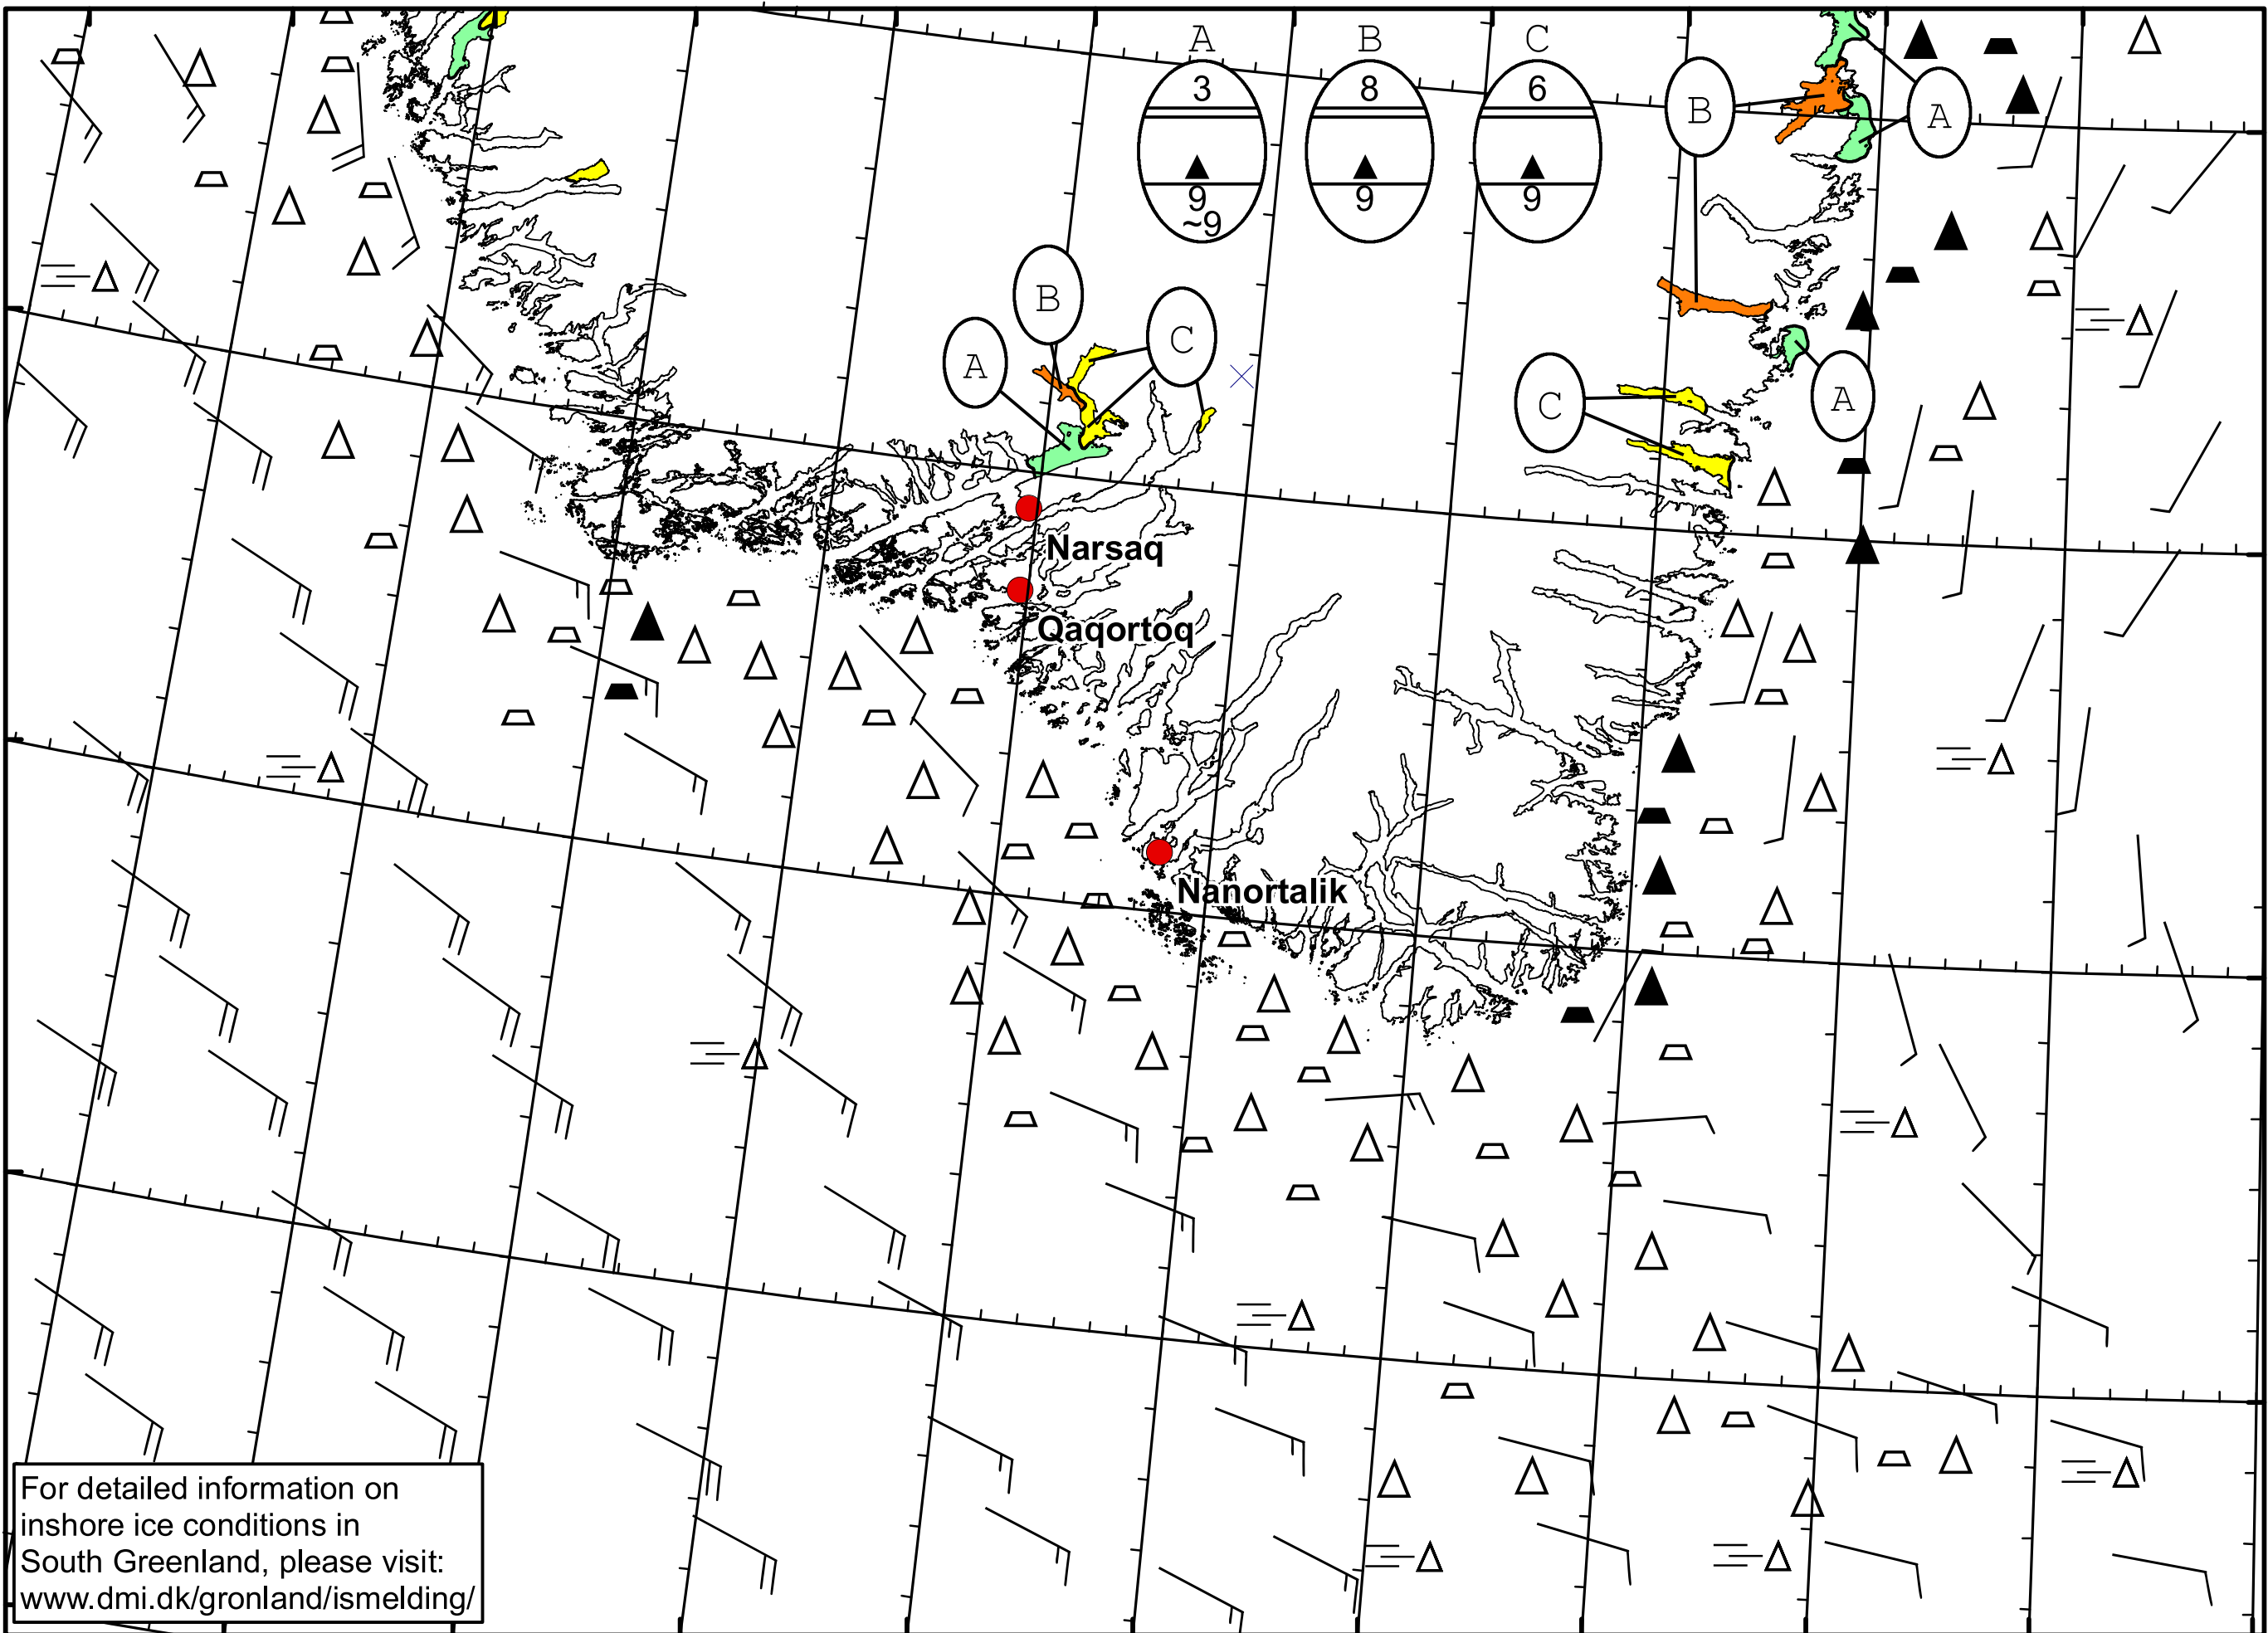 A B C
3 8 6
9 9 9
~9
B
A
B
C
A
C
A
Narsaq
Qaqortoq
Nanortalik
For detailed information on
inshore ice conditions in
South Greenland, please visit:
www.dmi.dk/gronland/ismelding/